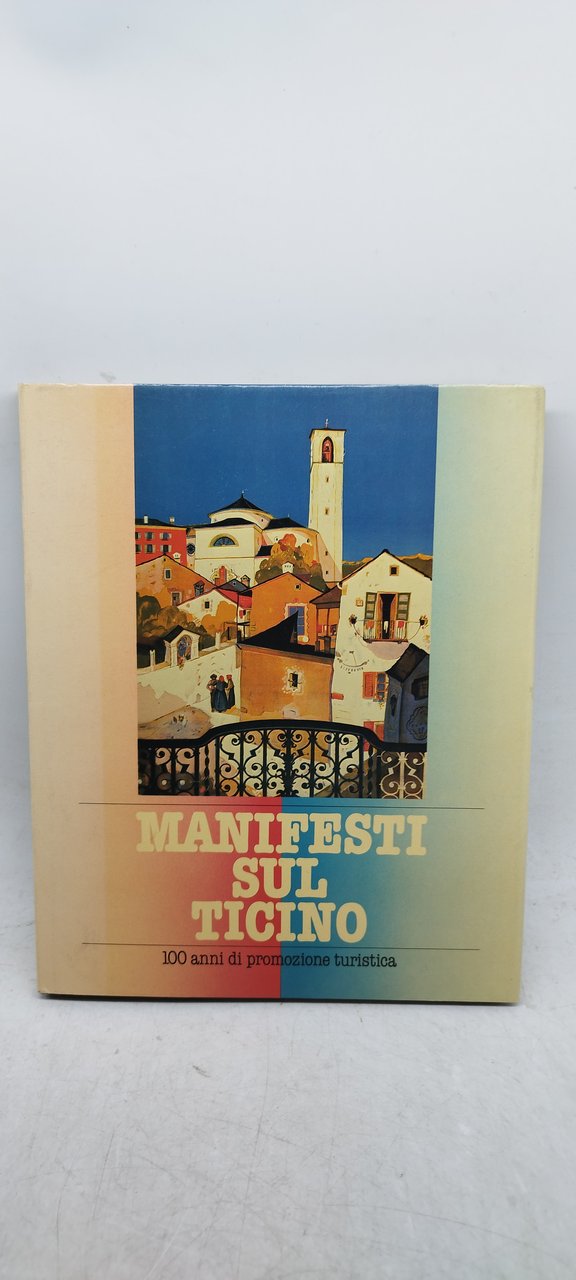 MANIFESTI
SUL
TICINO
100 anni di promozione turistica